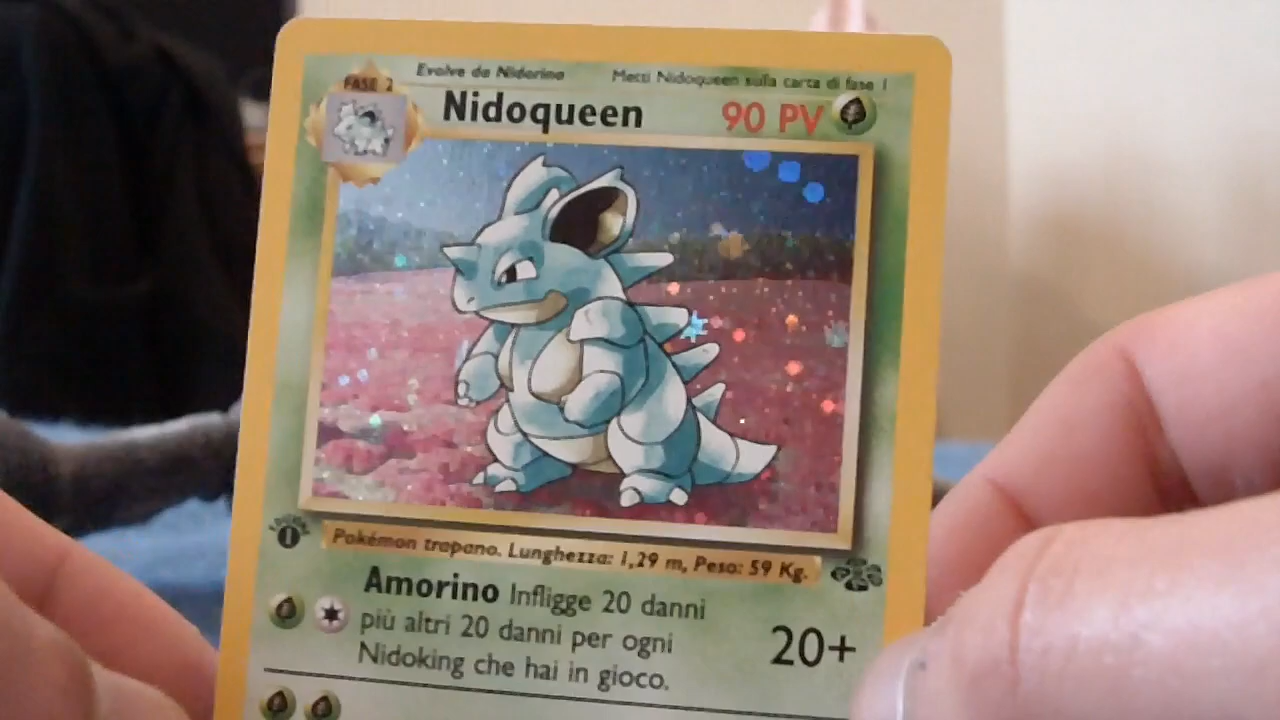 Evolve da Nidorina Metti Nidoqueen sulla carta di fase 1
FASE 2
Nidoqueen 90 PV
1
Pokémon trapano. Lunghezza: 1,29 m, Peso: 59 Kg.
Amorino Infligge 20 danni
più altri 20 danni per ogni
Nidoking che hai in gioco.
20+